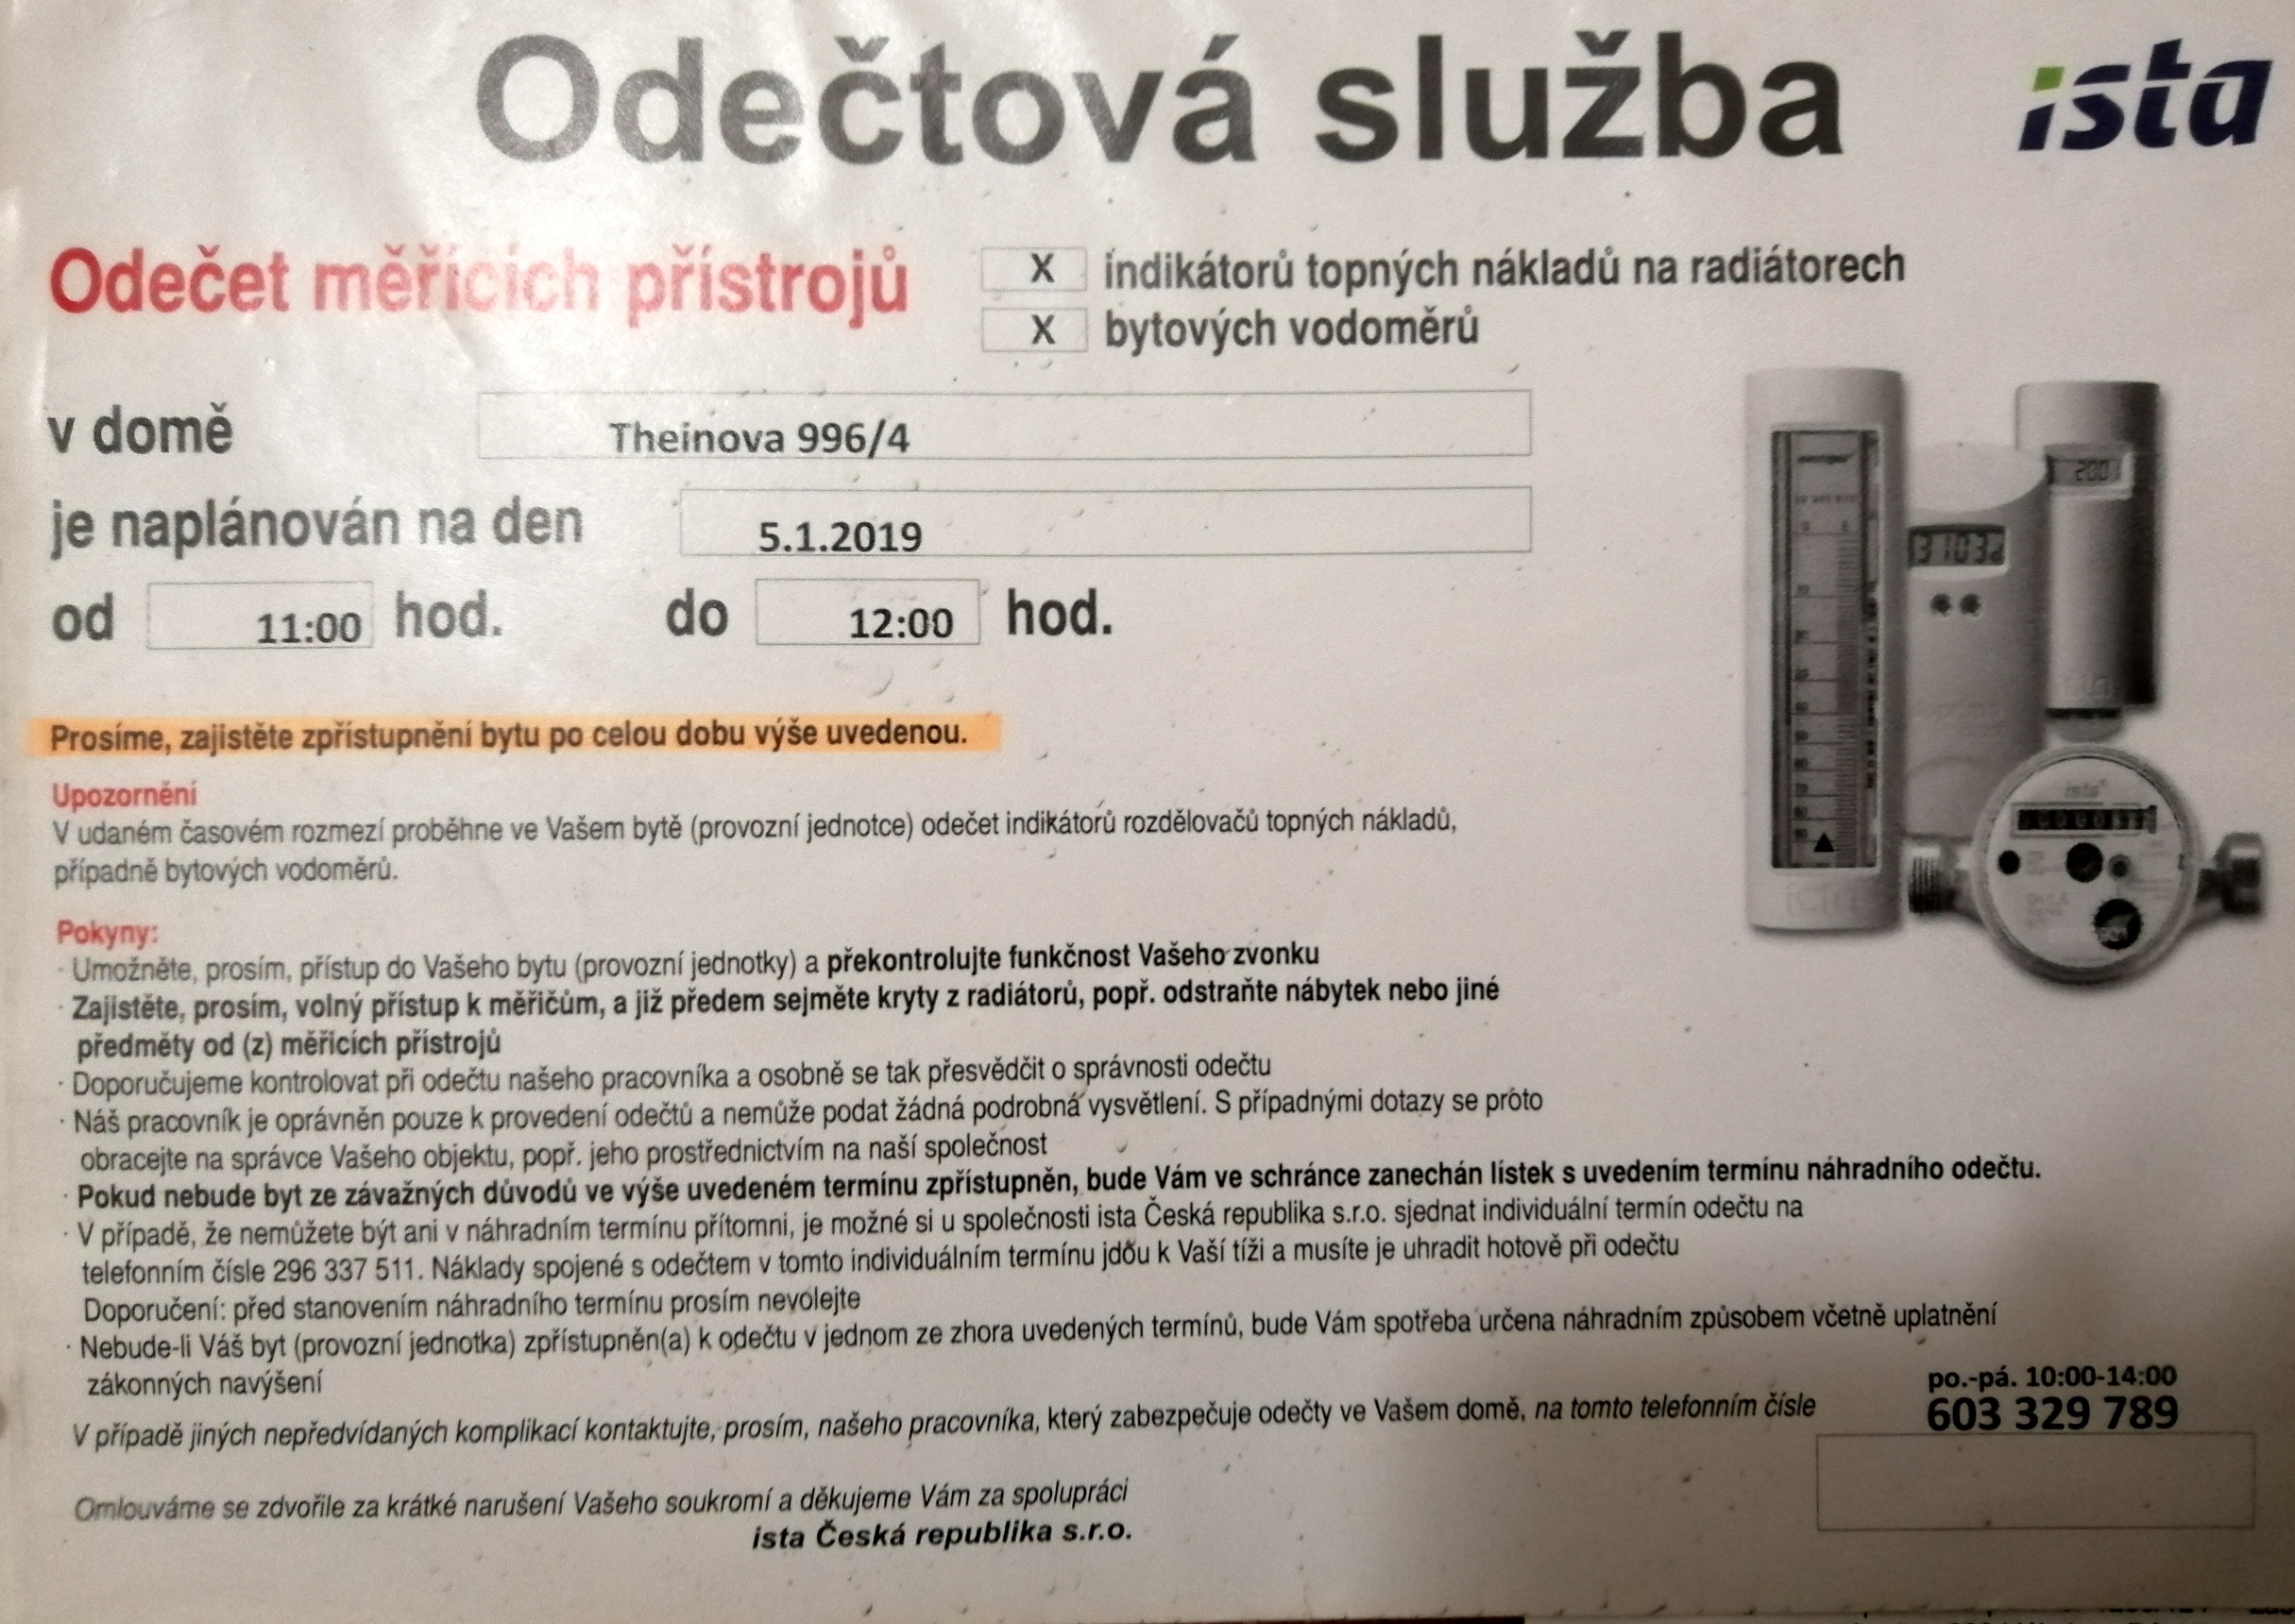 Odečtová služba
ista
Odečet měřících přístrojů
X indikátorů topných nákladů na radiátorech
X bytových vodoměrů
v domě Theinova 996/4
je naplánován na den 5.1.2019
od 11:00 hod. do 12:00 hod.
Prosíme, zajistěte zpřístupnění bytu po celou dobu výše uvedenou.
Upozornění
V udaném časovém rozmezí proběhne ve Vašem bytě (provozní jednotce) odečet indikátorů rozdělovačů topných nákladů,
případně bytových vodoměrů.
Pokyny:
· Umožněte, prosím, přístup do Vašeho bytu (provozní jednotky) a překontrolujte funkčnost Vašeho zvonku
· Zajistěte, prosím, volný přístup k měřičům, a již předem sejměte kryty z radiátorů, popř. odstraňte nábytek nebo jiné
předměty od (z) měřicích přístrojů
· Doporučujeme kontrolovat při odečtu našeho pracovníka a osobně se tak přesvědčit o správnosti odečtu
· Náš pracovník je oprávněn pouze k provedení odečtů a nemůže podat žádná podrobná vysvětlení. S případnými dotazy se proto
obracejte na správce Vašeho objektu, popř. jeho prostřednictvím na naší společnost
· Pokud nebude byt ze závažných důvodů ve výše uvedeném termínu zpřístupněn, bude Vám ve schránce zanechán lístek s uvedením termínu náhradního odečtu.
· V případě, že nemůžete být ani v náhradním termínu přítomni, je možné si u společnosti ista Česká republika s.r.o. sjednat individuální termín odečtu na
telefonním čísle 296 337 511. Náklady spojené s odečtem v tomto individuálním termínu jdou k Vaší tíži a musíte je uhradit hotově při odečtu
Doporučení: před stanovením náhradního termínu prosím nevolejte
· Nebude-li Váš byt (provozní jednotka) zpřístupněn(a) k odečtu v jednom ze zhora uvedených termínů, bude Vám spotřeba určena náhradním způsobem včetně uplatnění
zákonných navýšení
po.-pá. 10:00-14:00
V případě jiných nepředvídaných komplikací kontaktujte, prosím, našeho pracovníka, který zabezpečuje odečty ve Vašem domě, na tomto telefonním čísle 603 329 789
Omlouváme se zdvořile za krátké narušení Vašeho soukromí a děkujeme Vám za spolupráci
ista Česká republika s.r.o.